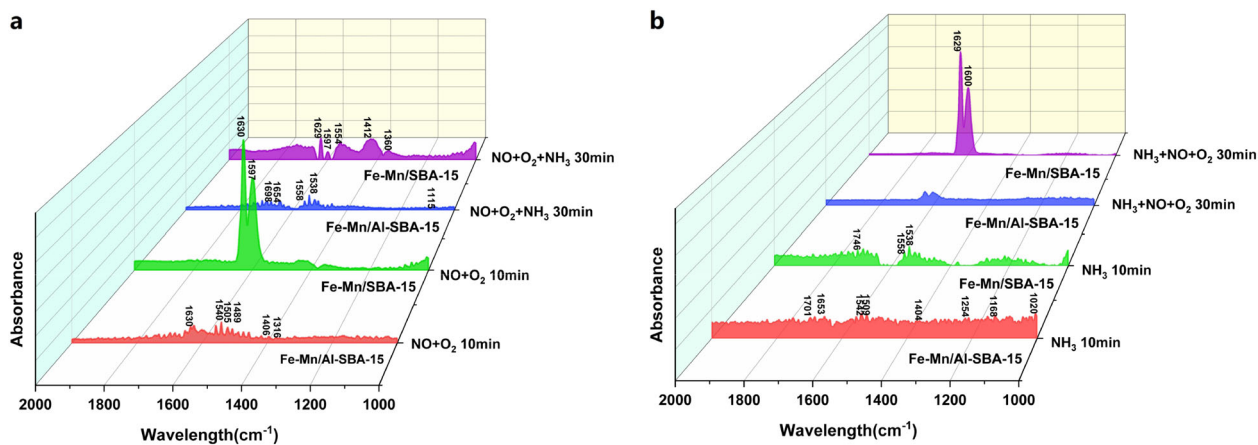 a
1629
1597
1554
1412
1360
NO+O2+NH3 30min
Fe-Mn/SBA-15
1630
1597
1698
1654
1558
1538
1115
NO+O2+NH3 30min
Fe-Mn/Al-SBA-15
NO+O2 10min
Fe-Mn/SBA-15
1630
1540
1505
1489
1406
1316
NO+O2 10min
Fe-Mn/Al-SBA-15
Absorbance
2000 1800 1600 1400 1200 1000
Wavelength(cm-1)
b
1629
1600
NH3+NO+O2 30min
Fe-Mn/SBA-15
NH3+NO+O2 30min
Fe-Mn/Al-SBA-15
1746
1558
1538
NH3 10min
Fe-Mn/SBA-15
1701
1653
1542
1509
1404
1254
1168
1020
NH3 10min
Fe-Mn/Al-SBA-15
Absorbance
2000 1800 1600 1400 1200 1000
Wavelength(cm-1)